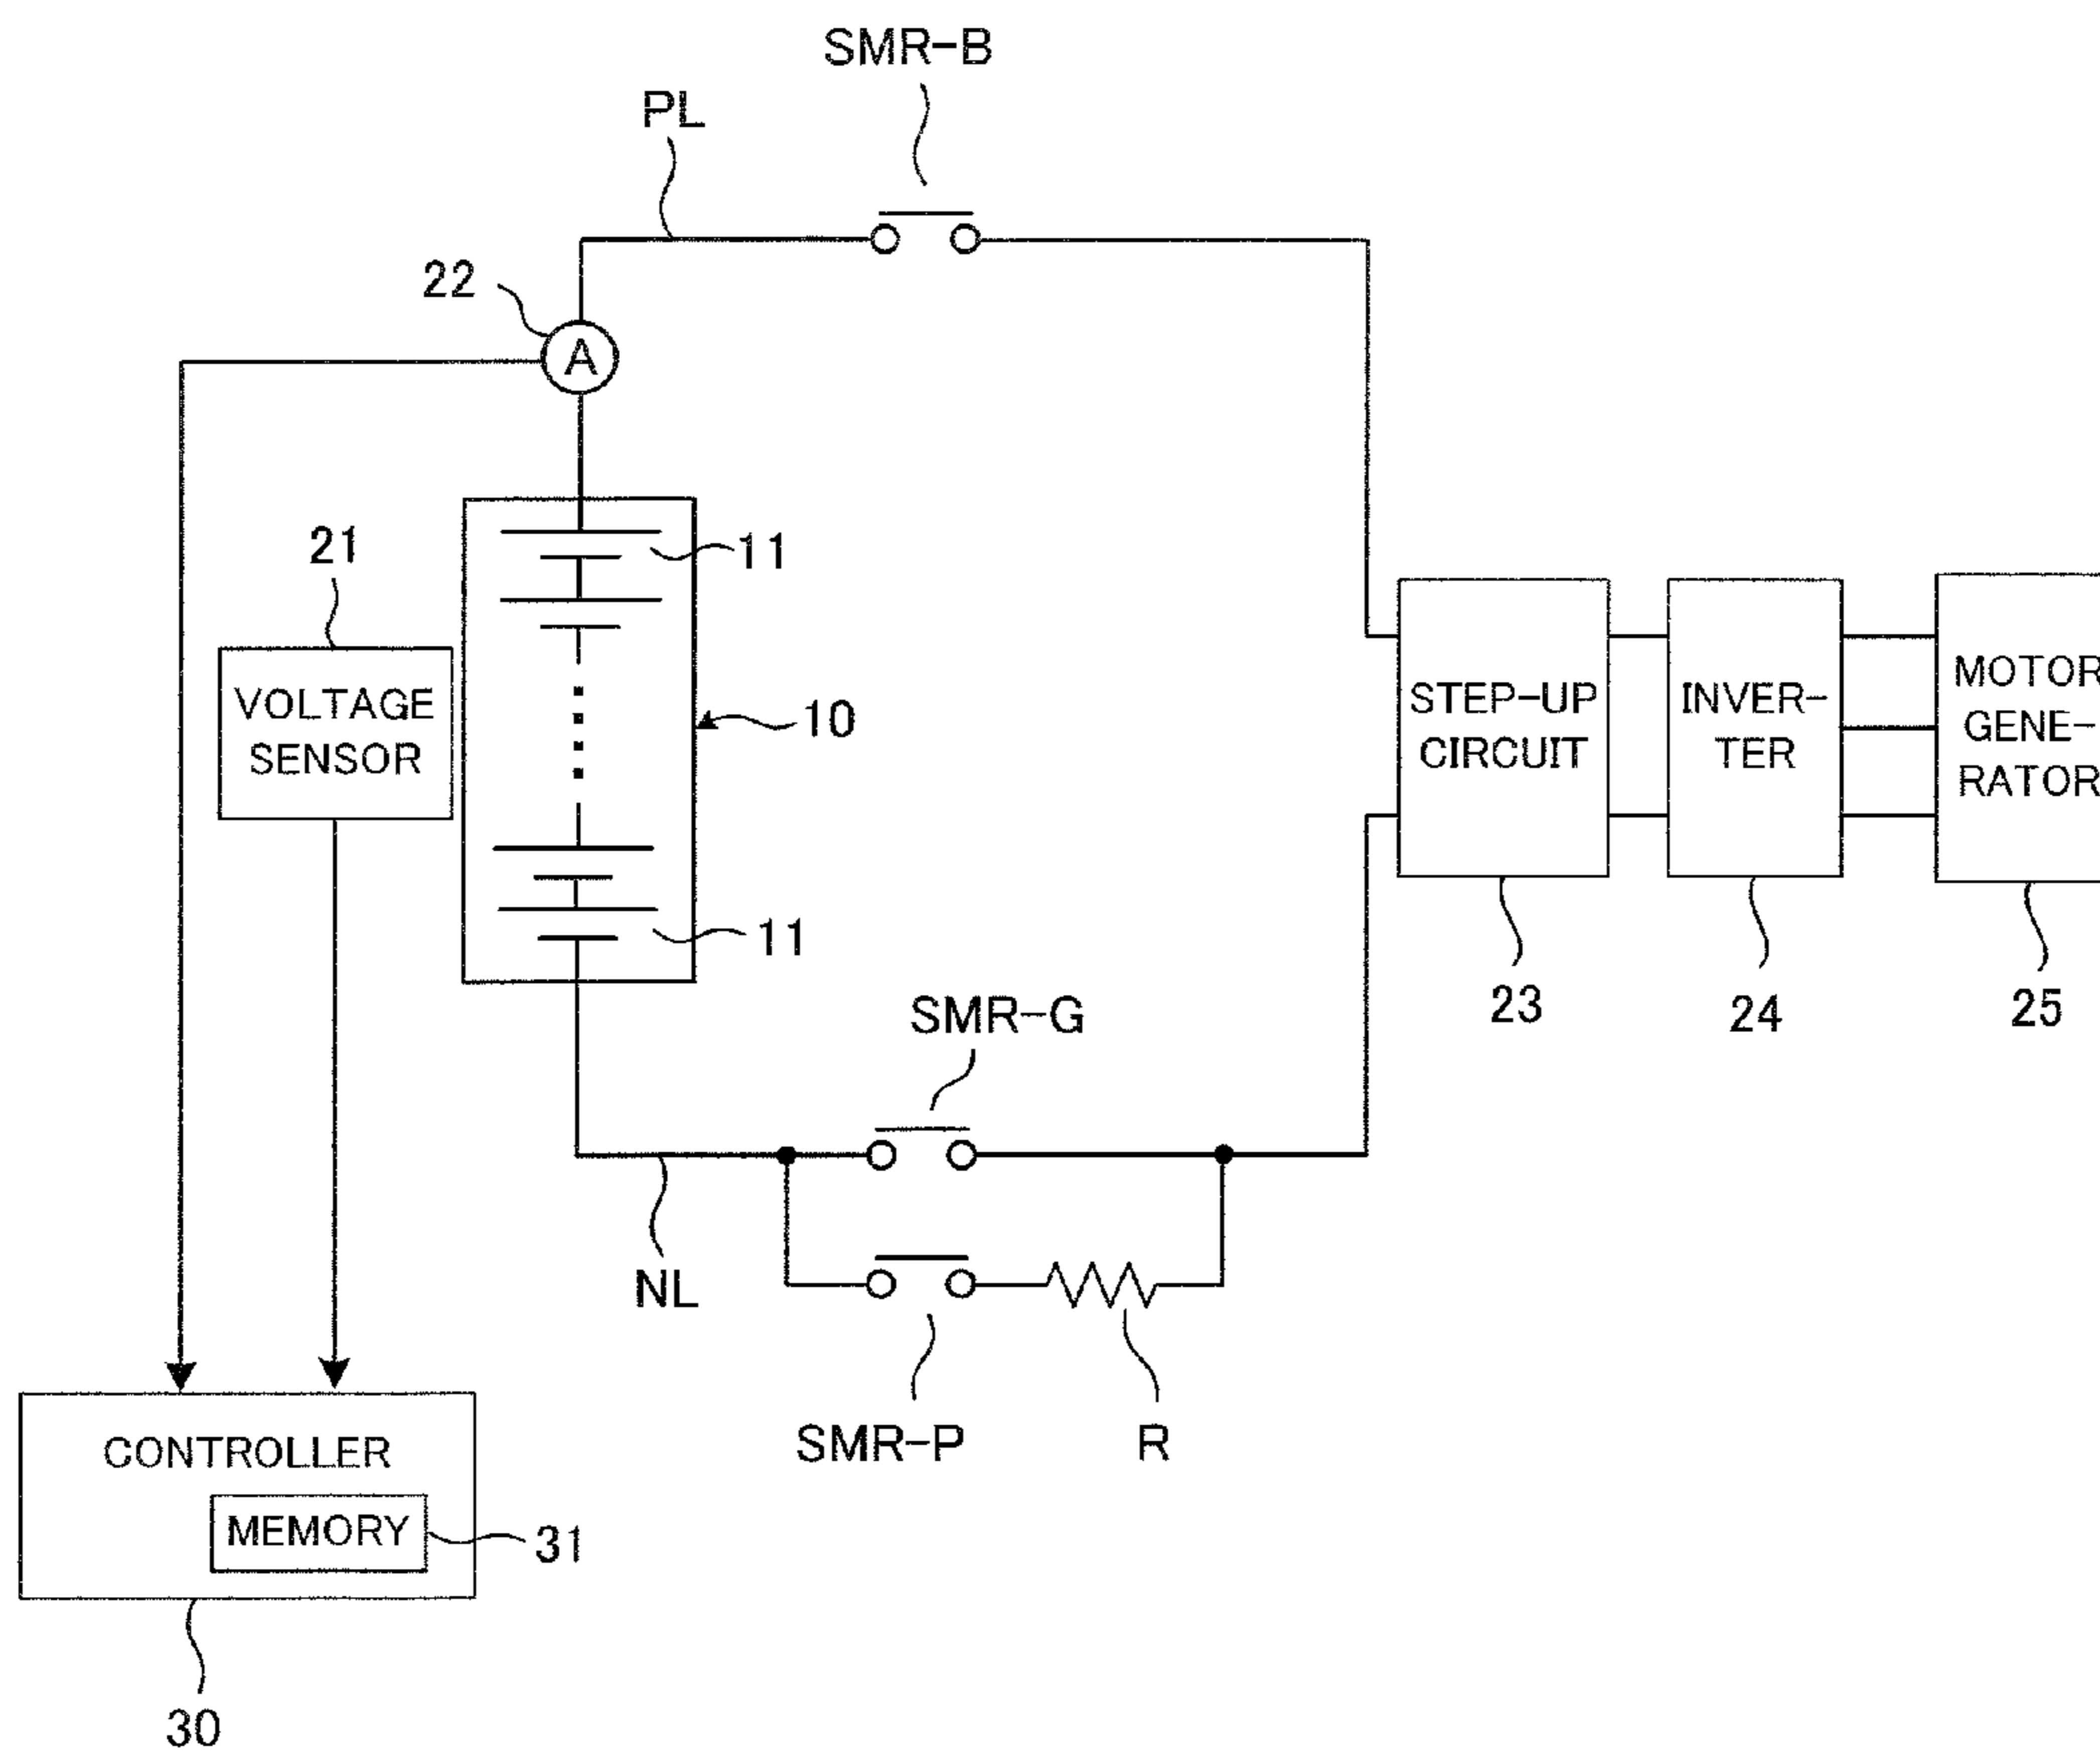 SMR-B
PL
22
A
21
11
VOLTAGE
SENSOR
10
STEP-UP
CIRCUIT
INVER-
TER
MOTOR
GENE-
RATOR
11
23
24
25
SMR-G
NL
SMR-P
R
CONTROLLER
MEMORY
31
30